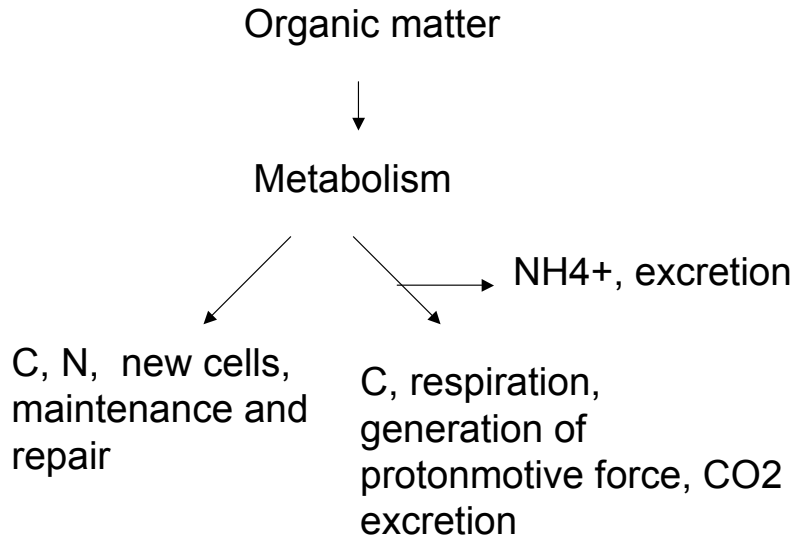 Organic matter
Metabolism
NH4+, excretion
C, N,  new cells,
maintenance and
repair
C, respiration,
generation of
protonmotive force, CO2
excretion